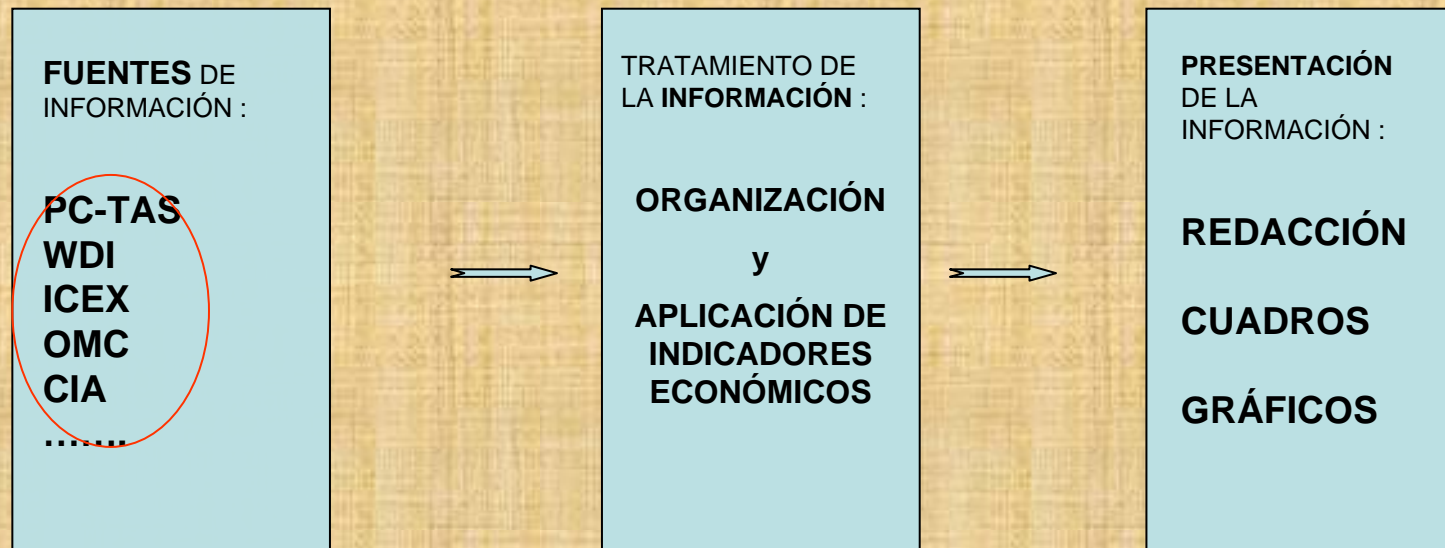 FUENTES DE
INFORMACIÓN :
PC-TAS
WDI
ICEX
OMC
CIA
…….
TRATAMIENTO DE
LA INFORMACIÓN :
ORGANIZACIÓN
y
APLICACIÓN DE
INDICADORES
ECONÓMICOS
PRESENTACIÓN
DE LA
INFORMACIÓN :
REDACCIÓN
CUADROS
GRÁFICOS